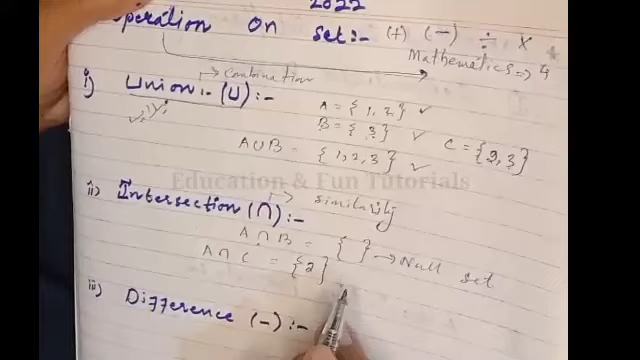 2022
Operation On Set:- (+) (-) ÷ ×
Mathematics => 4
i) Union :- (∪) :- → Combination
A = {1, 2} ✓
B = {3} ✓ C = {2, 3}
A∪B = {1, 2, 3} ✓
Education & Fun Tutorials
ii) Intersection (∩) :- → similarity
A ∩ B = { } → Null set
A ∩ C = {2}
iii) Difference (-) :-